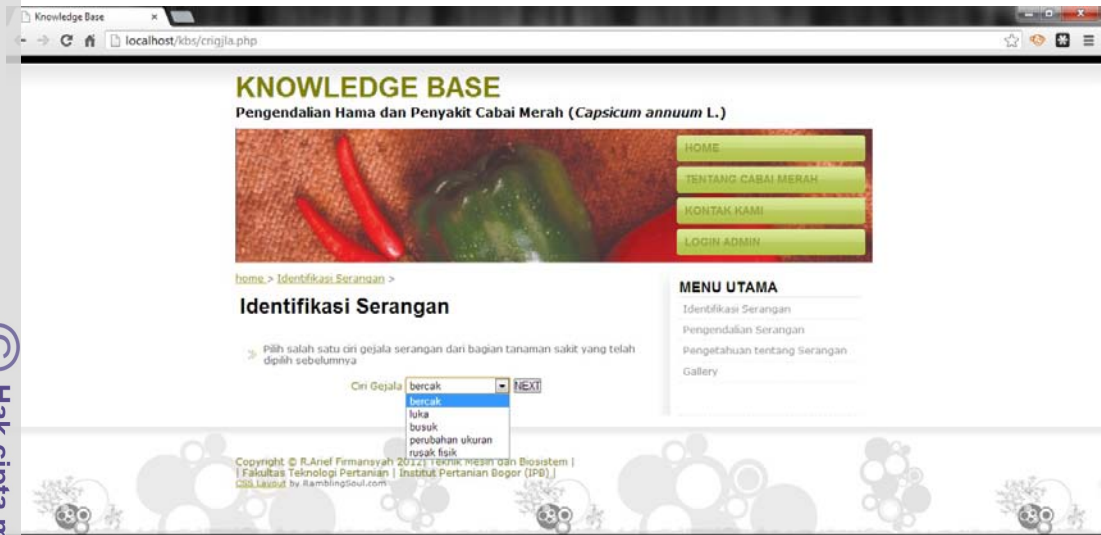 Knowledge Base
localhost/kbs/crigjla.php
KNOWLEDGE BASE
Pengendalian Hama dan Penyakit Cabai Merah (Capsicum annuum L.)
HOME
TENTANG CABAI MERAH
KONTAK KAMI
LOGIN ADMIN
home > Identifikasi Serangan >
Identifikasi Serangan
Pilih salah satu ciri gejala serangan dari bagian tanaman sakit yang telah
dipilih sebelumnya
Ciri Gejala bercak NEXT
bercak
luka
busuk
perubahan ukuran
rusak fisik
MENU UTAMA
Identifikasi Serangan
Pengendalian Serangan
Pengetahuan tentang Serangan
Gallery
Copyright © R.Arief Firmansyah 2012| Teknik Mesin dan Biosistem |
| Fakultas Teknologi Pertanian | Institut Pertanian Bogor (IPB) |
CSS Layout by RamblingSoul.com
© Hak cipta